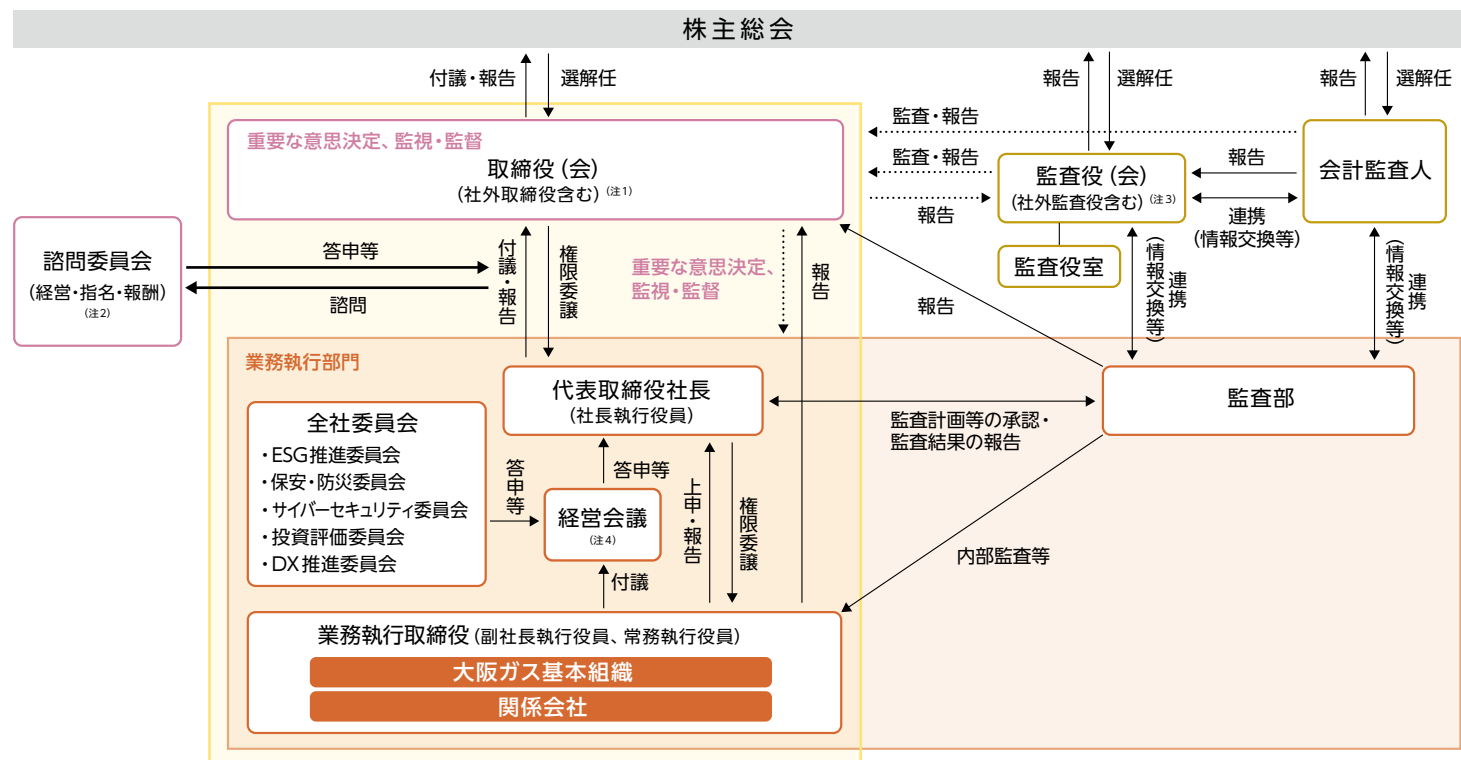 株主総会
付議・報告
選解任
報告
選解任
報告
選解任
重要な意思決定、監視・監督
取締役（会）
（社外取締役含む）（注1）
監査・報告
監査・報告
報告
監査役（会）
（社外監査役含む）（注3）
監査役室
報告
連携
（情報交換等）
会計監査人
諮問委員会
（経営・指名・報酬）
（注2）
答申等
諮問
付議・報告
権限委譲
重要な意思決定、
監視・監督
報告
報告
連携
（情報交換等）
連携
（情報交換等）
業務執行部門
代表取締役社長
（社長執行役員）
監査計画等の承認・
監査結果の報告
監査部
全社委員会
・ESG推進委員会
・保安・防災委員会
・サイバーセキュリティ委員会
・投資評価委員会
・DX推進委員会
答申等
答申等
経営会議
（注4）
付議
上申・報告
権限委譲
内部監査等
業務執行取締役（副社長執行役員、常務執行役員）
大阪ガス基本組織
関係会社